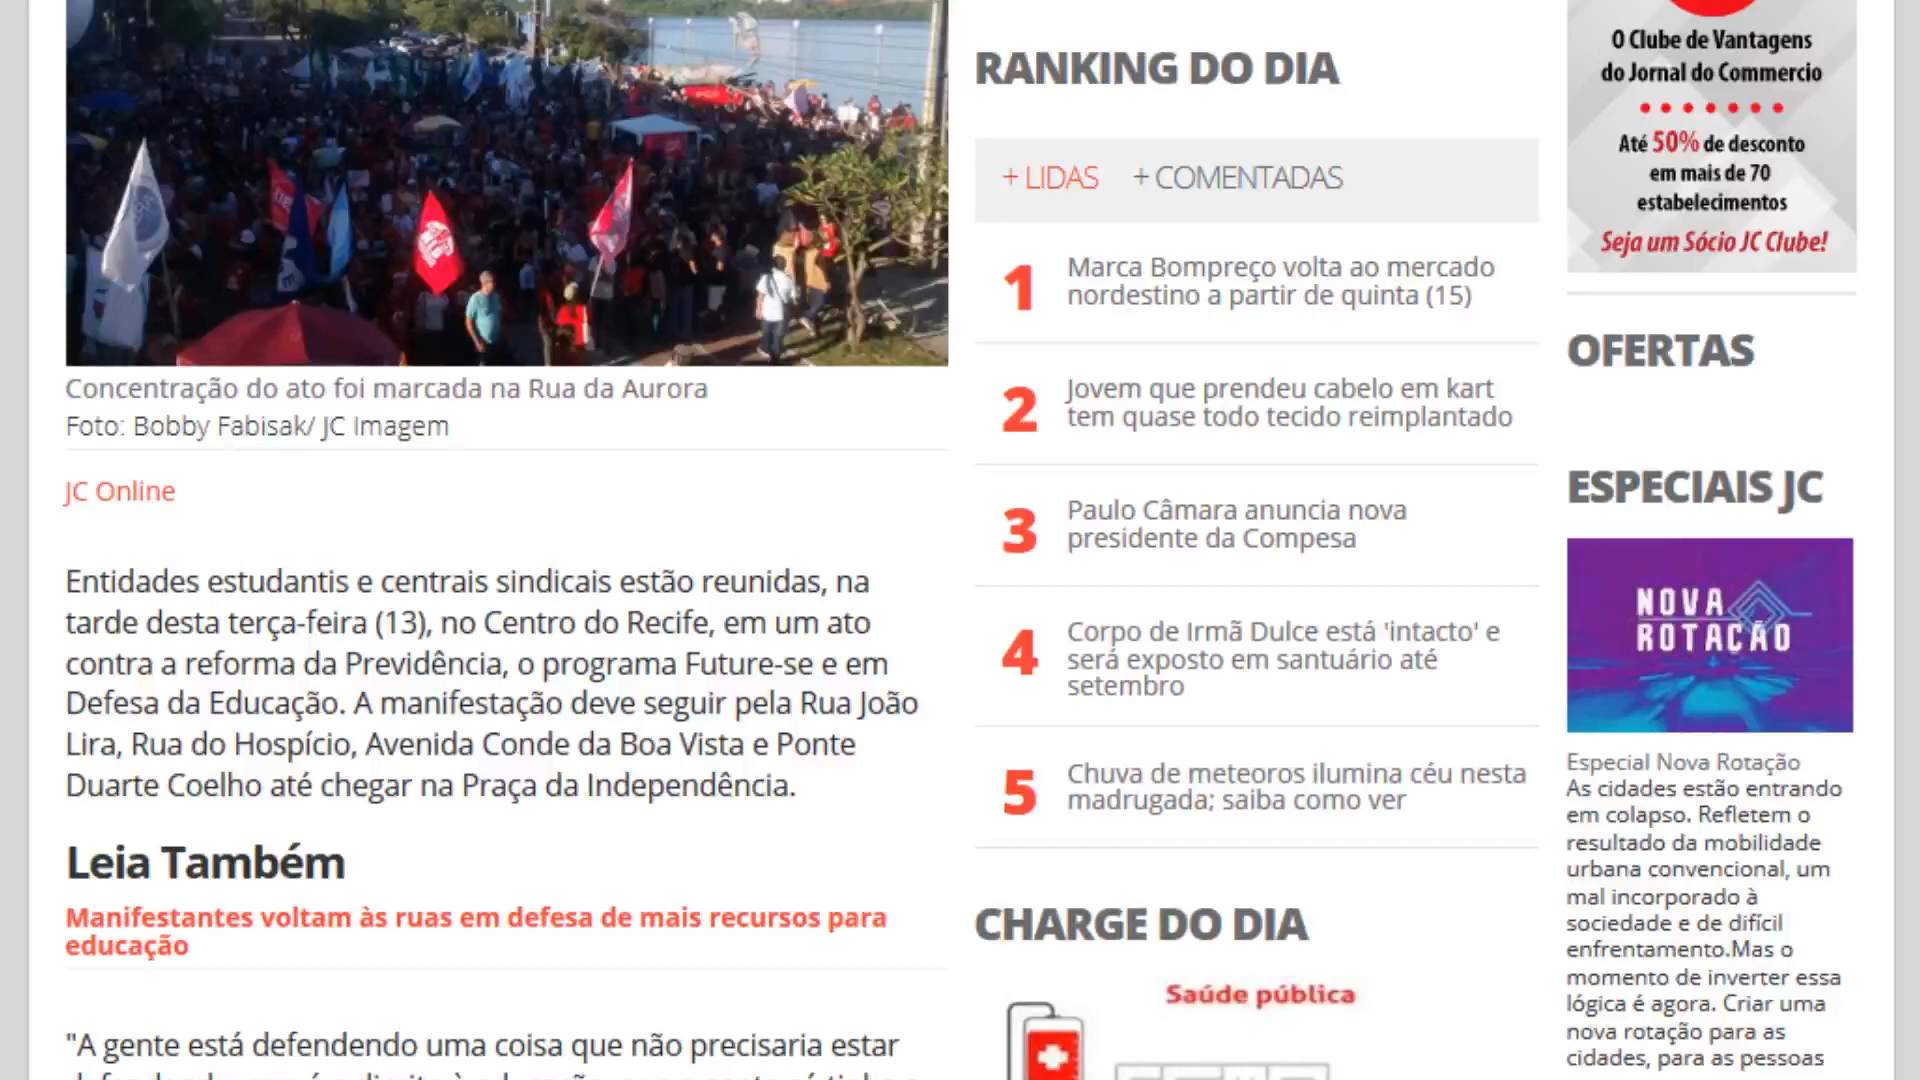 Concentração do ato foi marcada na Rua da Aurora
Foto: Bobby Fabisak/ JC Imagem
JC Online
Entidades estudantis e centrais sindicais estão reunidas, na
tarde desta terça-feira (13), no Centro do Recife, em um ato
contra a reforma da Previdência, o programa Future-se e em
Defesa da Educação. A manifestação deve seguir pela Rua João
Lira, Rua do Hospício, Avenida Conde da Boa Vista e Ponte
Duarte Coelho até chegar na Praça da Independência.
Leia Também
Manifestantes voltam às ruas em defesa de mais recursos para
educação
"A gente está defendendo uma coisa que não precisaria estar
RANKING DO DIA
+ LIDAS + COMENTADAS
1 Marca Bompreço volta ao mercado
nordestino a partir de quinta (15)
2 Jovem que prendeu cabelo em kart
tem quase todo tecido reimplantado
3 Paulo Câmara anuncia nova
presidente da Compesa
4 Corpo de Irmã Dulce está 'intacto' e
será exposto em santuário até
setembro
5 Chuva de meteoros ilumina céu nesta
madrugada; saiba como ver
CHARGE DO DIA
Saúde pública
O Clube de Vantagens
do Jornal do Commercio
Até 50% de desconto
em mais de 70
estabelecimentos
Seja um Sócio JC Clube!
OFERTAS
ESPECIAIS JC
NOVA
ROTAÇÃO
Especial Nova Rotação
As cidades estão entrando
em colapso. Refletem o
resultado da mobilidade
urbana convencional, um
mal incorporado à
sociedade e de difícil
enfrentamento.Mas o
momento de inverter essa
lógica é agora. Criar uma
nova rotação para as
cidades, para as pessoas